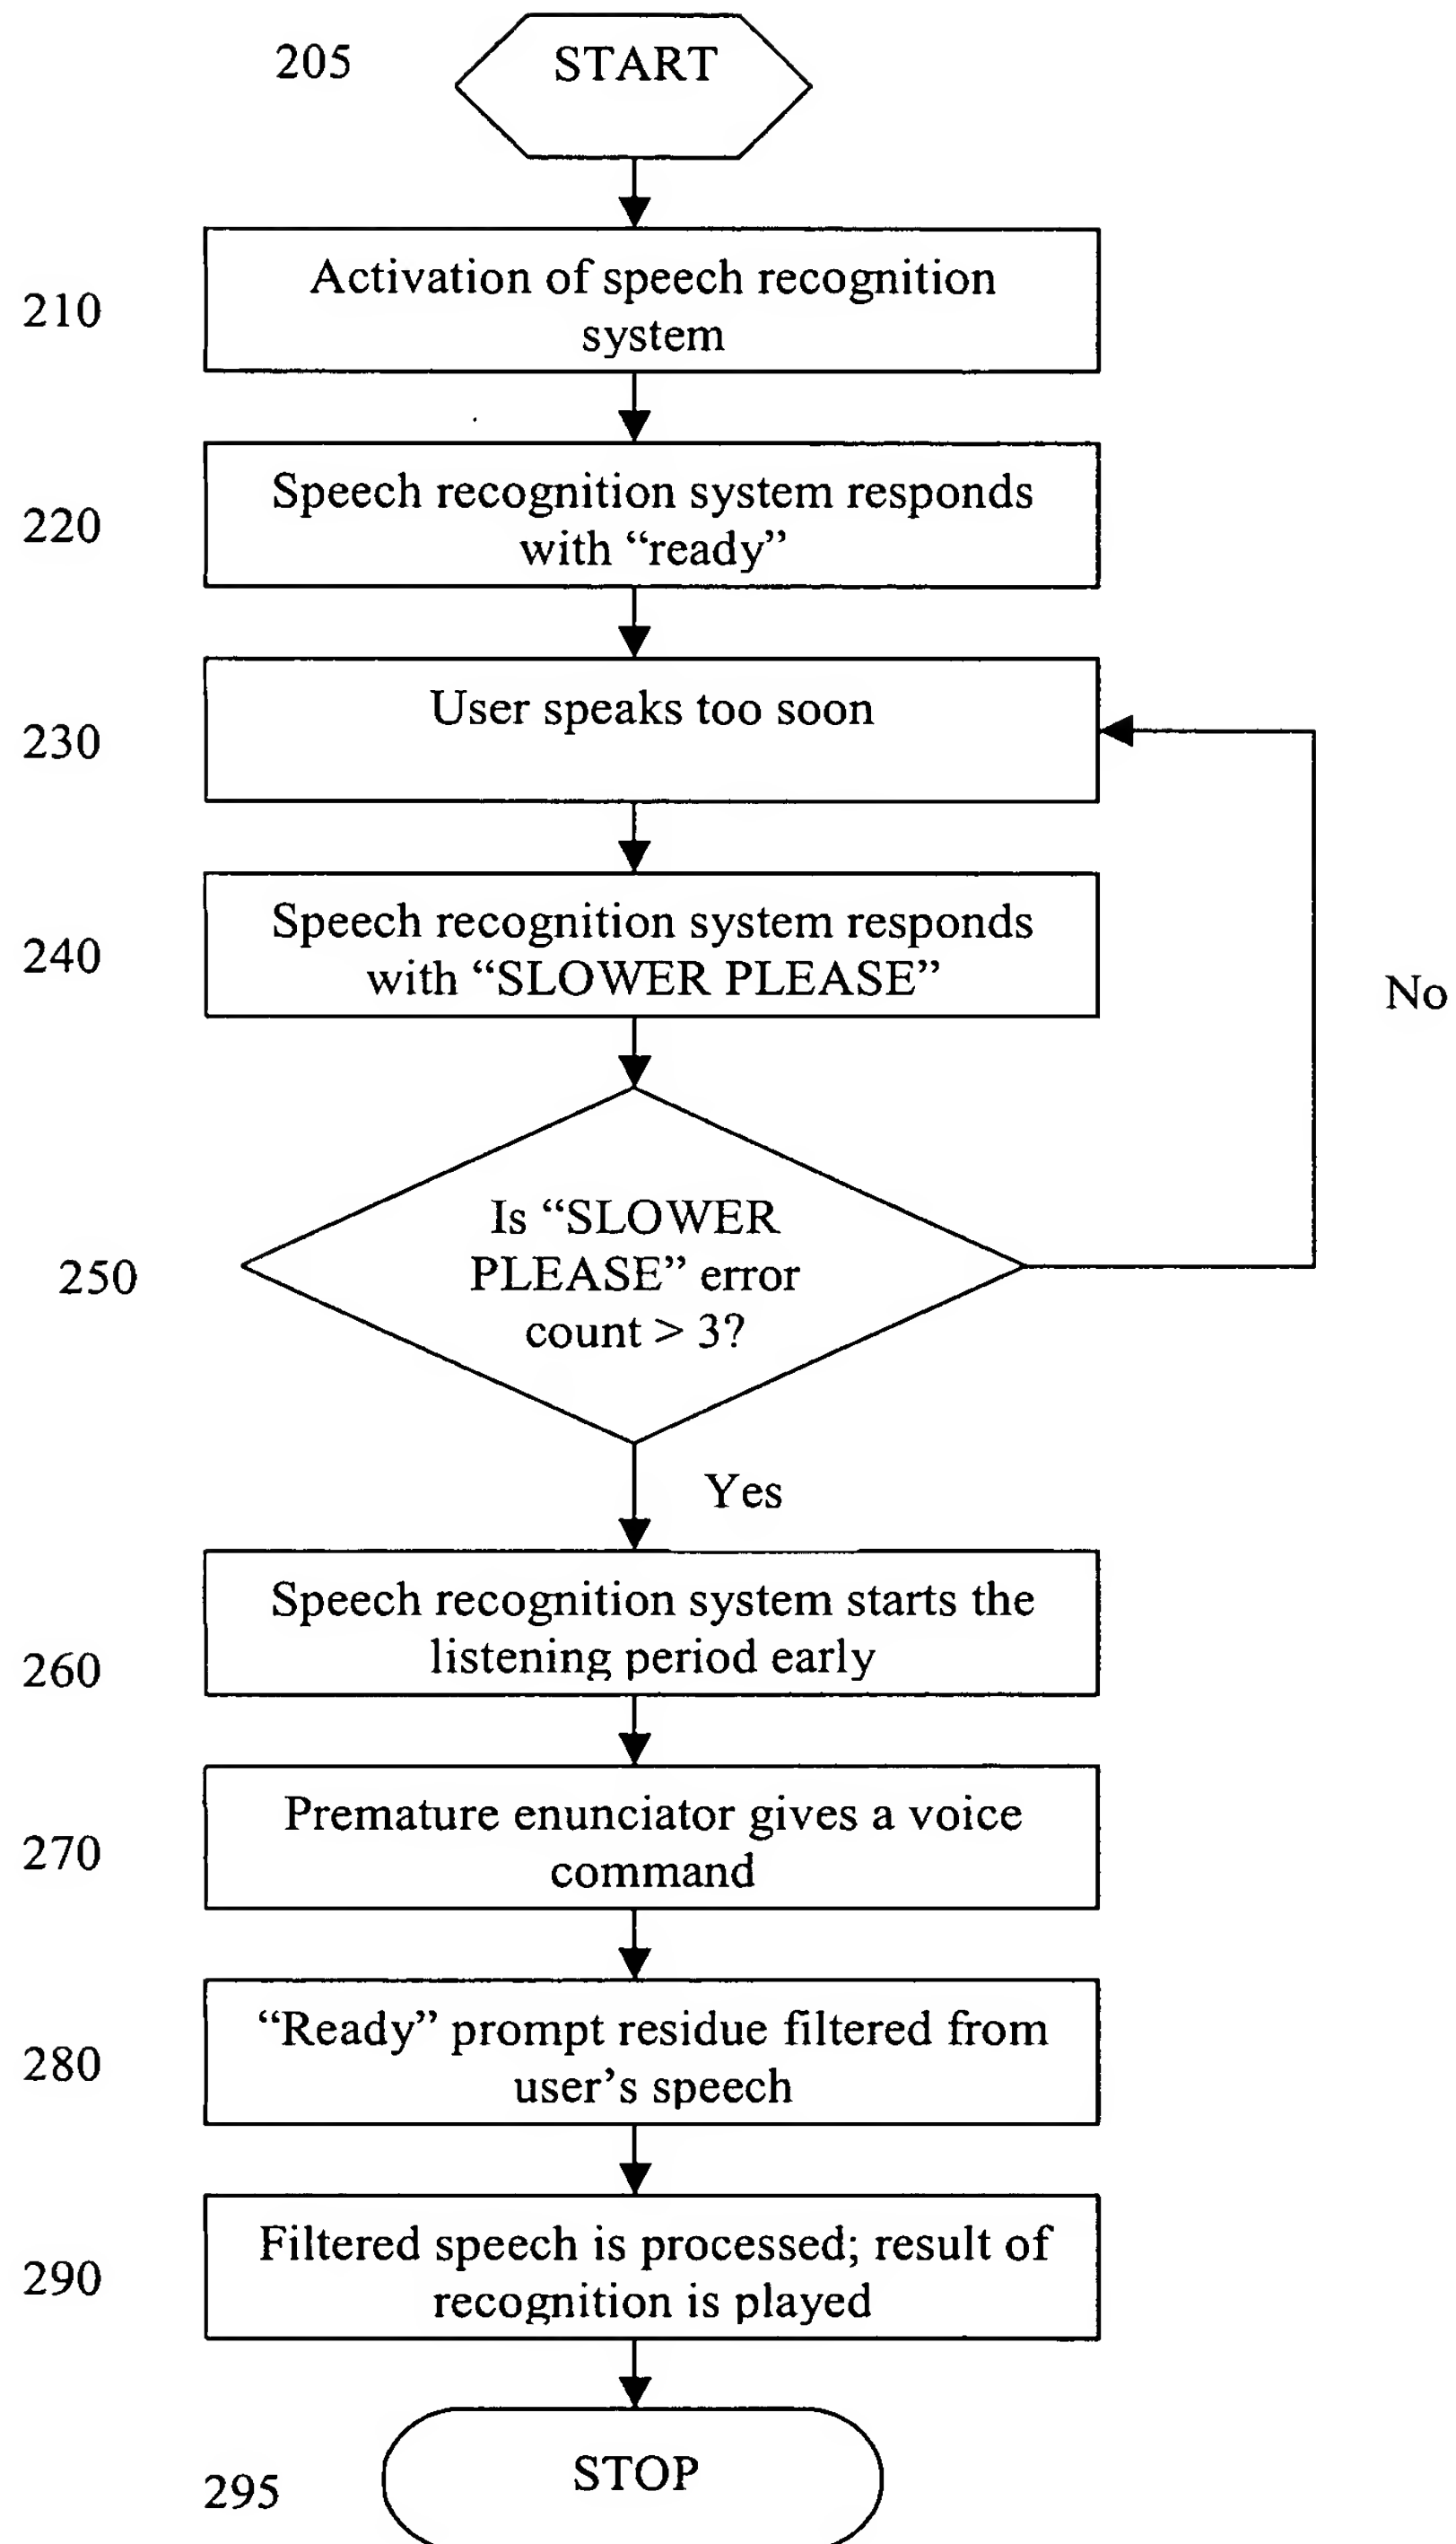 205
START
210
Activation of speech recognition
system
220
Speech recognition system responds
with “ready”
230
User speaks too soon
240
Speech recognition system responds
with “SLOWER PLEASE”
No
250
Is “SLOWER
PLEASE” error
count > 3?
Yes
260
Speech recognition system starts the
listening period early
270
Premature enunciator gives a voice
command
280
“Ready” prompt residue filtered from
user’s speech
290
Filtered speech is processed; result of
recognition is played
295
STOP